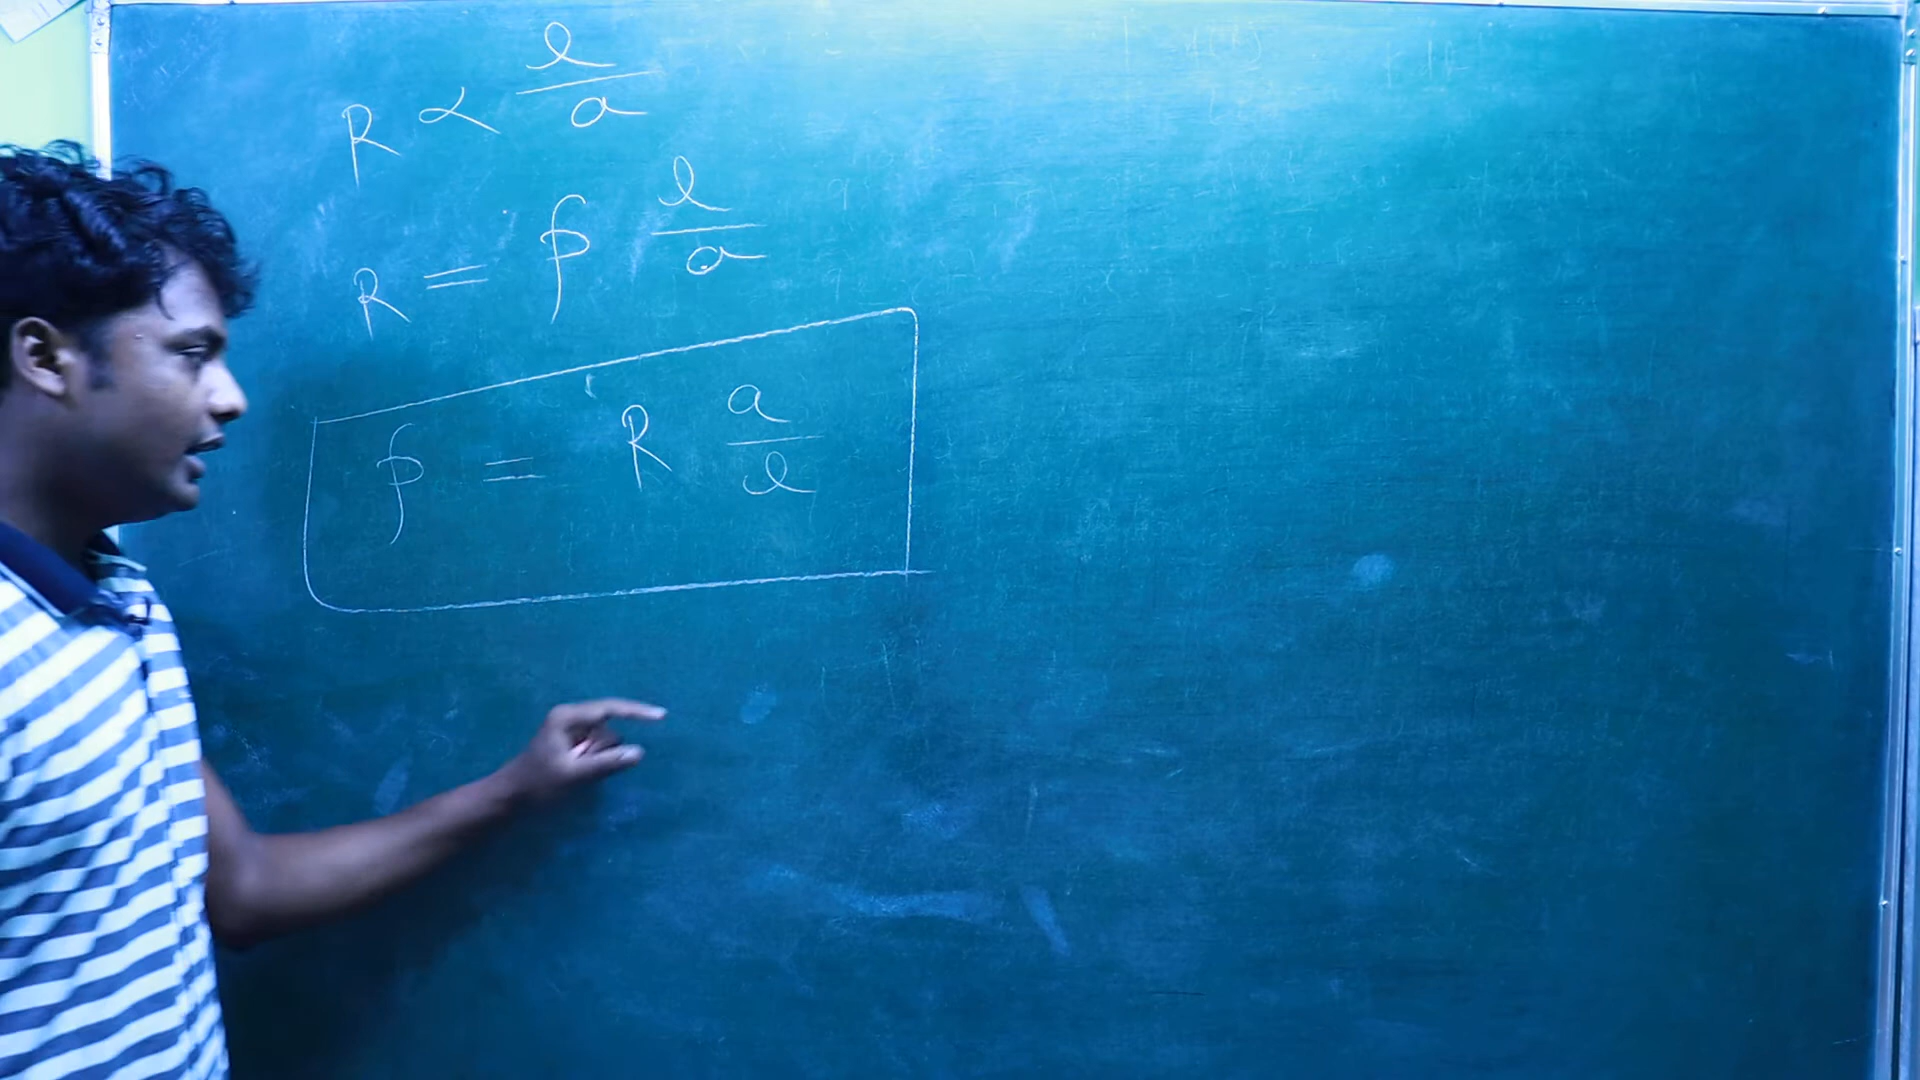 R ∝ l/a
R = ρ l/a
ρ = R a/l